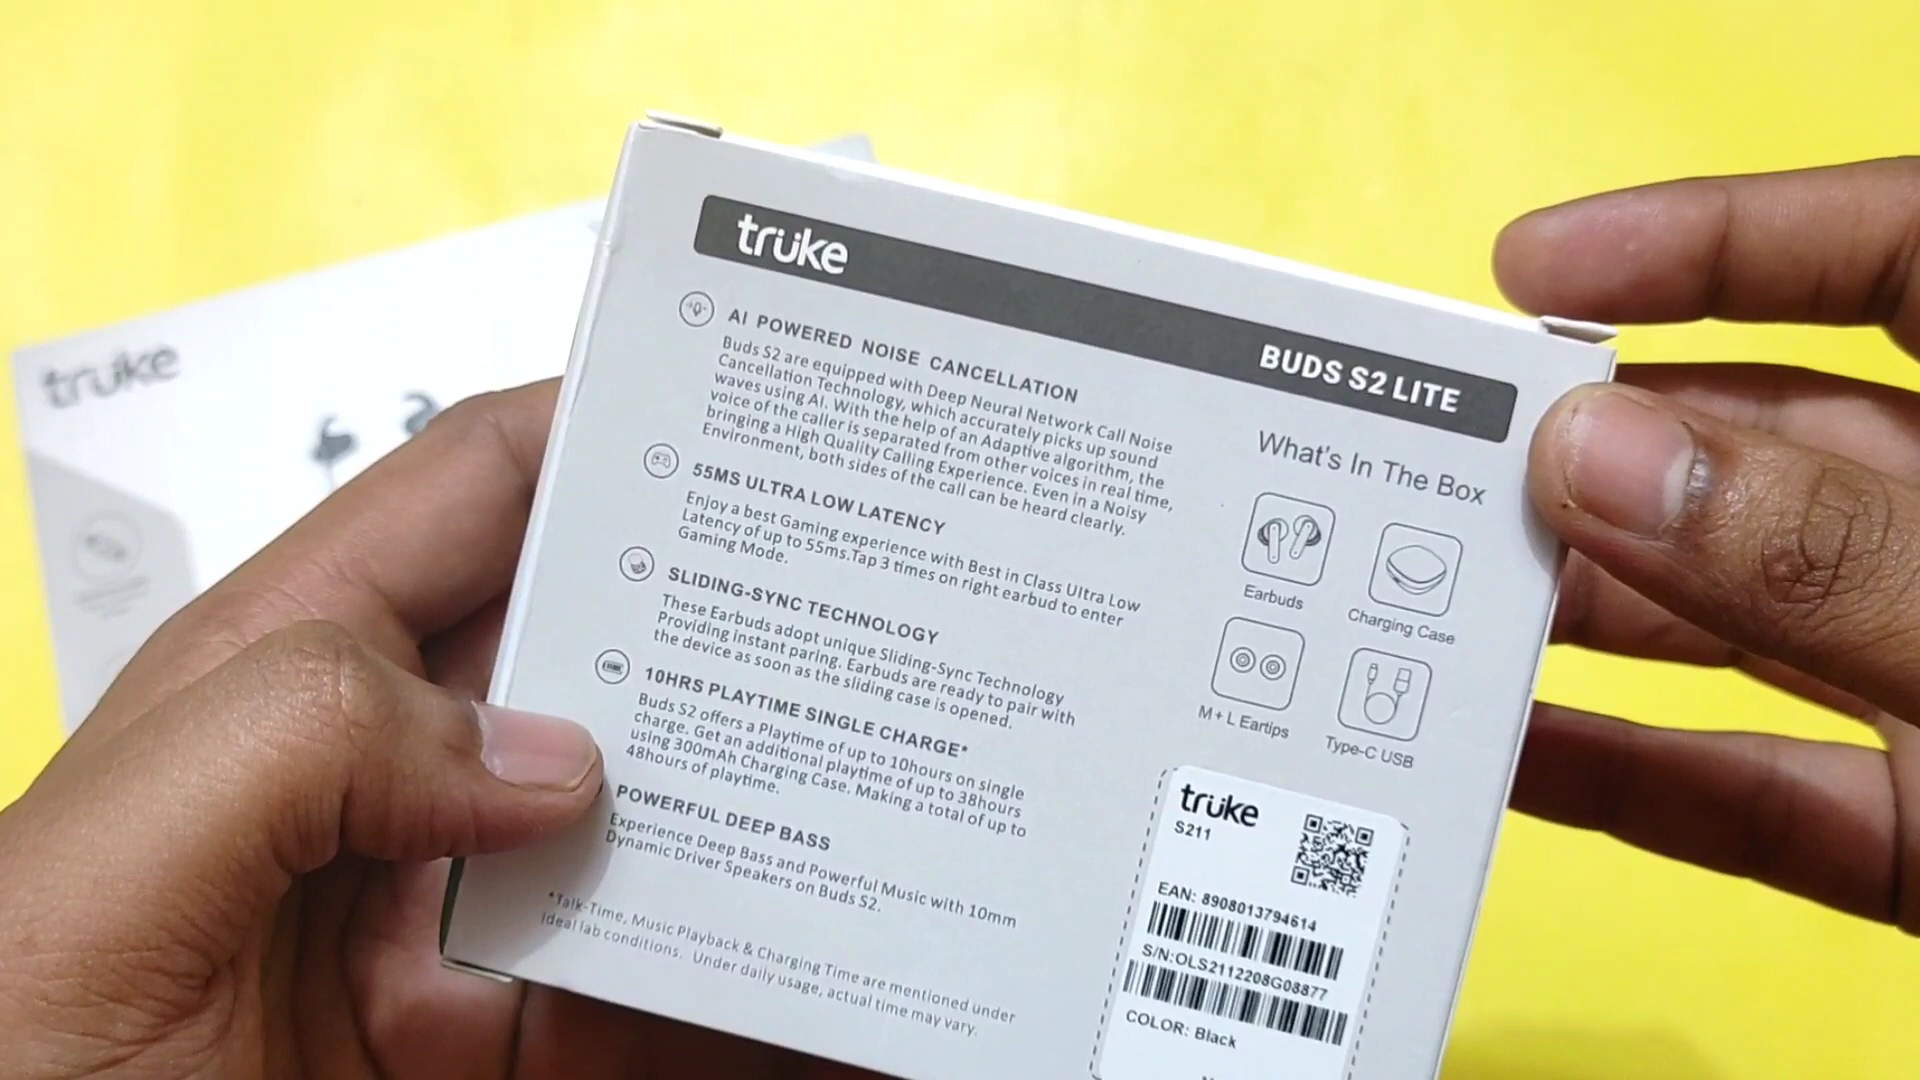 truke
truke
BUDS S2 LITE
AI POWERED NOISE CANCELLATION
Buds S2 are equipped with Deep Neural Network Call Noise
Cancellation Technology, which accurately picks up sound
waves using AI. With the help of an Adaptive algorithm, the
voice of the caller is separated from other voices in real time,
bringing a High Quality Calling Experience. Even in a Noisy
Environment, both sides of the call can be heard clearly.
55MS ULTRA LOW LATENCY
Enjoy a best Gaming experience with Best in Class Ultra Low
Latency of up to 55ms.Tap 3 times on right earbud to enter
Gaming Mode.
SLIDING-SYNC TECHNOLOGY
These Earbuds adopt unique Sliding-Sync Technology
Providing instant paring. Earbuds are ready to pair with
the device as soon as the sliding case is opened.
10HRS PLAYTIME SINGLE CHARGE*
Buds S2 offers a Playtime of up to 10hours on single
charge. Get an additional playtime of up to 38hours
using 300mAh Charging Case. Making a total of up to
48hours of playtime.
POWERFUL DEEP BASS
Experience Deep Bass and Powerful Music with 10mm
Dynamic Driver Speakers on Buds S2.
*Talk-Time, Music Playback & Charging Time are mentioned under
ideal lab conditions. Under daily usage, actual time may vary.
What's In The Box
Earbuds
Charging Case
M+L Eartips
Type-C USB
truke
S211
EAN: 8908013794614
S/N:OLS2112208G08877
COLOR: Black